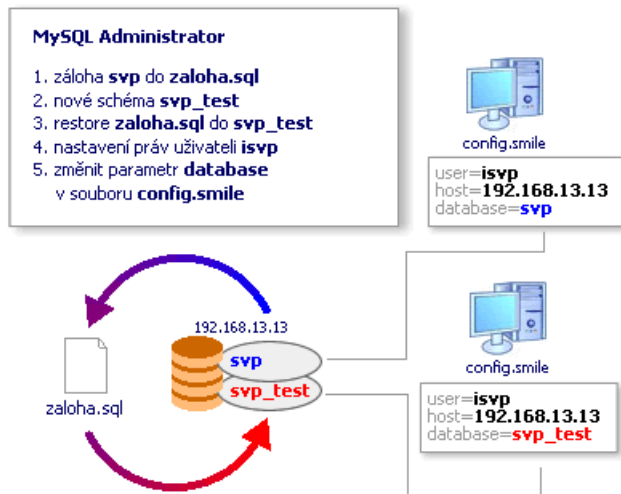 MySQL Administrator
1. záloha svp do zaloha.sql
2. nové schéma svp_test
3. restore zaloha.sql do svp_test
4. nastavení práv uživateli isvp
5. změnit parametr database
v souboru config.smile
config.smile
user=isvp
host=192.168.13.13
database=svp
192.168.13.13
svp
svp_test
zaloha.sql
config.smile
user=isvp
host=192.168.13.13
database=svp_test